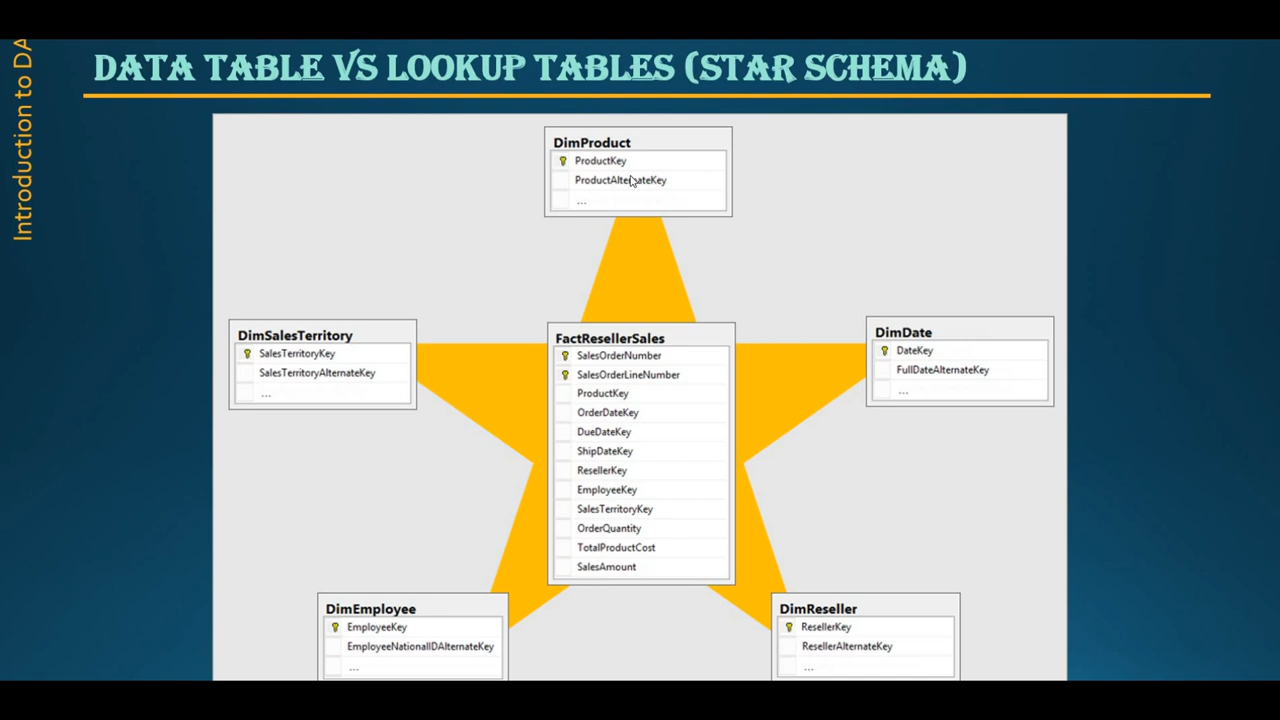 Introduction to DA
DATA TABLE VS LOOKUP TABLES (STAR SCHEMA)
DimProduct
ProductKey
ProductAlternateKey
...
DimSalesTerritory
SalesTerritoryKey
SalesTerritoryAlternateKey
...
FactResellerSales
SalesOrderNumber
SalesOrderLineNumber
ProductKey
OrderDateKey
DueDateKey
ShipDateKey
ResellerKey
EmployeeKey
SalesTerritoryKey
OrderQuantity
TotalProductCost
SalesAmount
DimDate
DateKey
FullDateAlternateKey
...
DimEmployee
EmployeeKey
EmployeeNationalIDAlternateKey
...
DimReseller
ResellerKey
ResellerAlternateKey
...